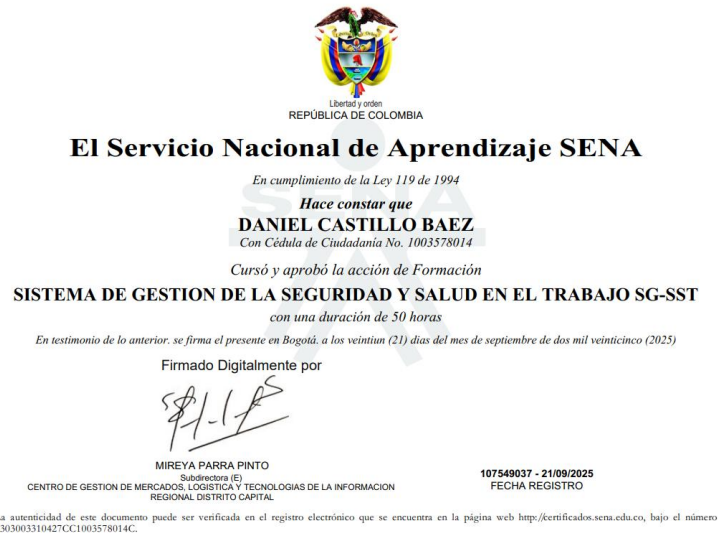 Libertad y orden
REPÚBLICA DE COLOMBIA
El Servicio Nacional de Aprendizaje SENA
En cumplimiento de la Ley 119 de 1994
Hace constar que
DANIEL CASTILLO BAEZ
Con Cédula de Ciudadanía No. 1003578014
Cursó y aprobó la acción de Formación
SISTEMA DE GESTION DE LA SEGURIDAD Y SALUD EN EL TRABAJO SG-SST
con una duración de 50 horas
En testimonio de lo anterior. se firma el presente en Bogotá. a los veintiun (21) dias del mes de septiembre de dos mil veinticinco (2025)
Firmado Digitalmente por
MIREYA PARRA PINTO
Subdirectora (E)
CENTRO DE GESTION DE MERCADOS, LOGISTICA Y TECNOLOGIAS DE LA INFORMACION
REGIONAL DISTRITO CAPITAL
107549037 - 21/09/2025
FECHA REGISTRO
a autenticidad de este documento puede ser verificada en el registro electrónico que se encuentra en la página web http://certificados.sena.edu.co, bajo el número
303003310427CC1003578014C.
SENA